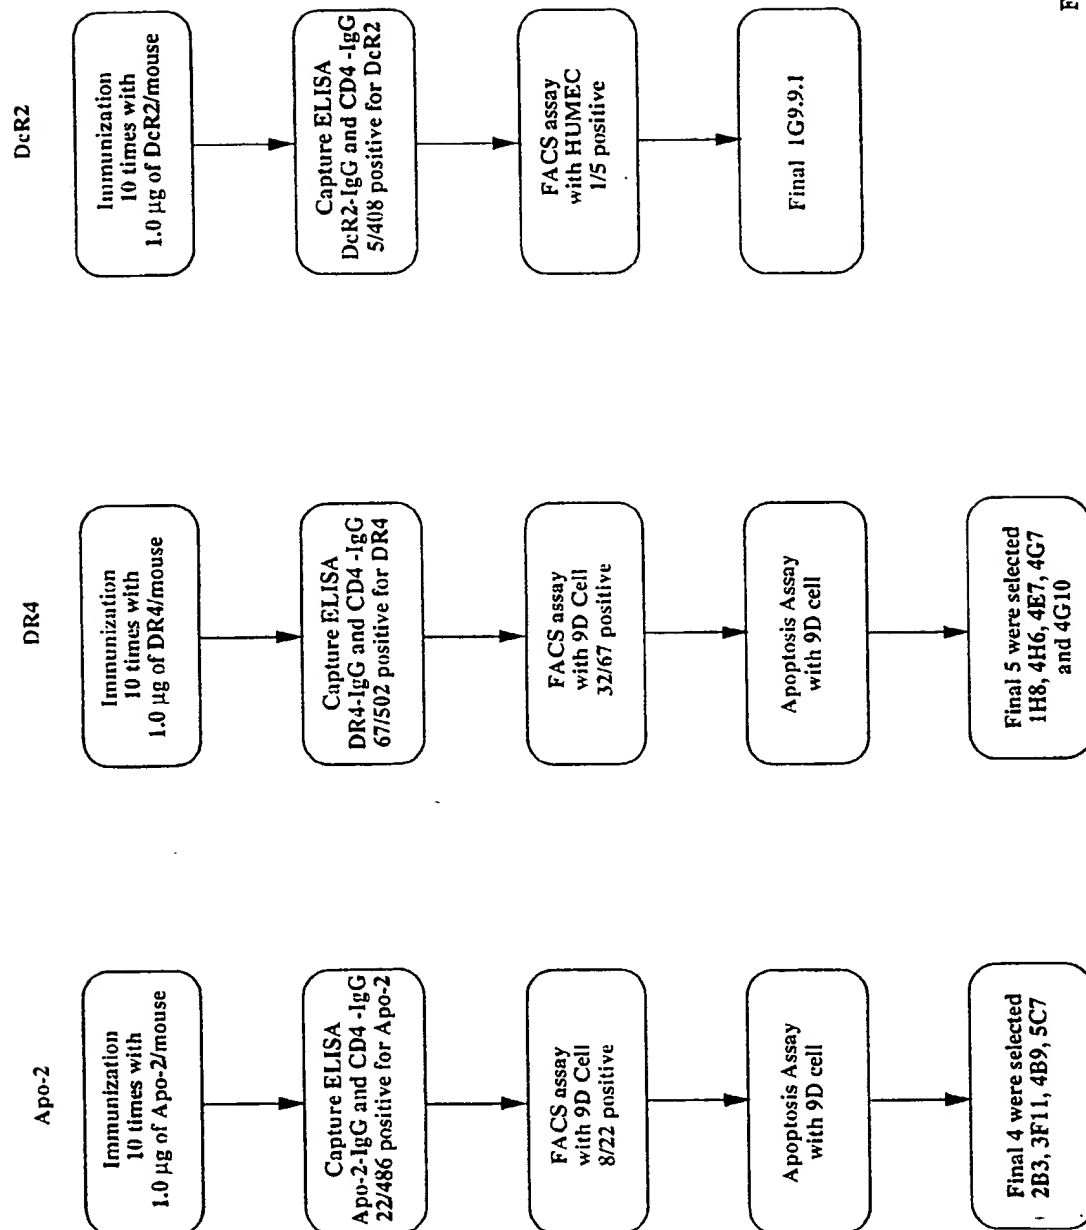 Apo-2
Immunization
10 times with
1.0 µg of Apo-2/mouse
Capture ELISA
Apo-2-IgG and CD4 -IgG
22/486 positive for Apo-2
FACS assay
with 9D Cell
8/22 positive
Apoptosis Assay
with 9D cell
Final 4 were selected
2B3, 3F11, 4B9, 5C7
DR4
Immunization
10 times with
1.0 µg of DR4/mouse
Capture ELISA
DR4-IgG and CD4 -IgG
67/502 positive for DR4
FACS assay
with 9D Cell
32/67 positive
Apoptosis Assay
with 9D cell
Final 5 were selected
1H8, 4H6, 4E7, 4G7
and 4G10
DcR2
Immunization
10 times with
1.0 µg of DcR2/mouse
Capture ELISA
DcR2-IgG and CD4 -IgG
5/408 positive for DcR2
FACS assay
with HUMEC
1/5 positive
Final 1G9.9.1